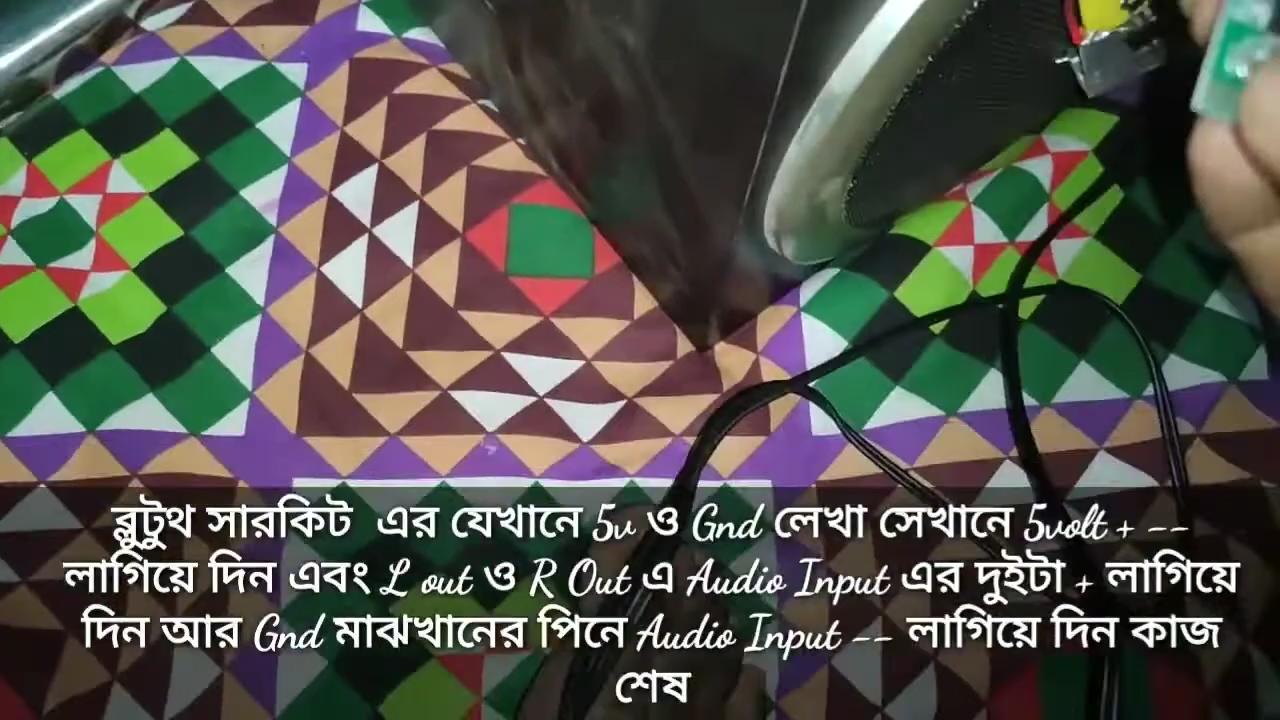 ব্লুটুথ সারকিট এর যেখানে 5v ও Gnd লেখা সেখানে 5volt + --
লাগিয়ে দিন এবং L out ও R Out এ Audio Input এর দুইটা + লাগিয়ে
দিন আর Gnd মাঝখানের পিনে Audio Input -- লাগিয়ে দিন কাজ
শেষ